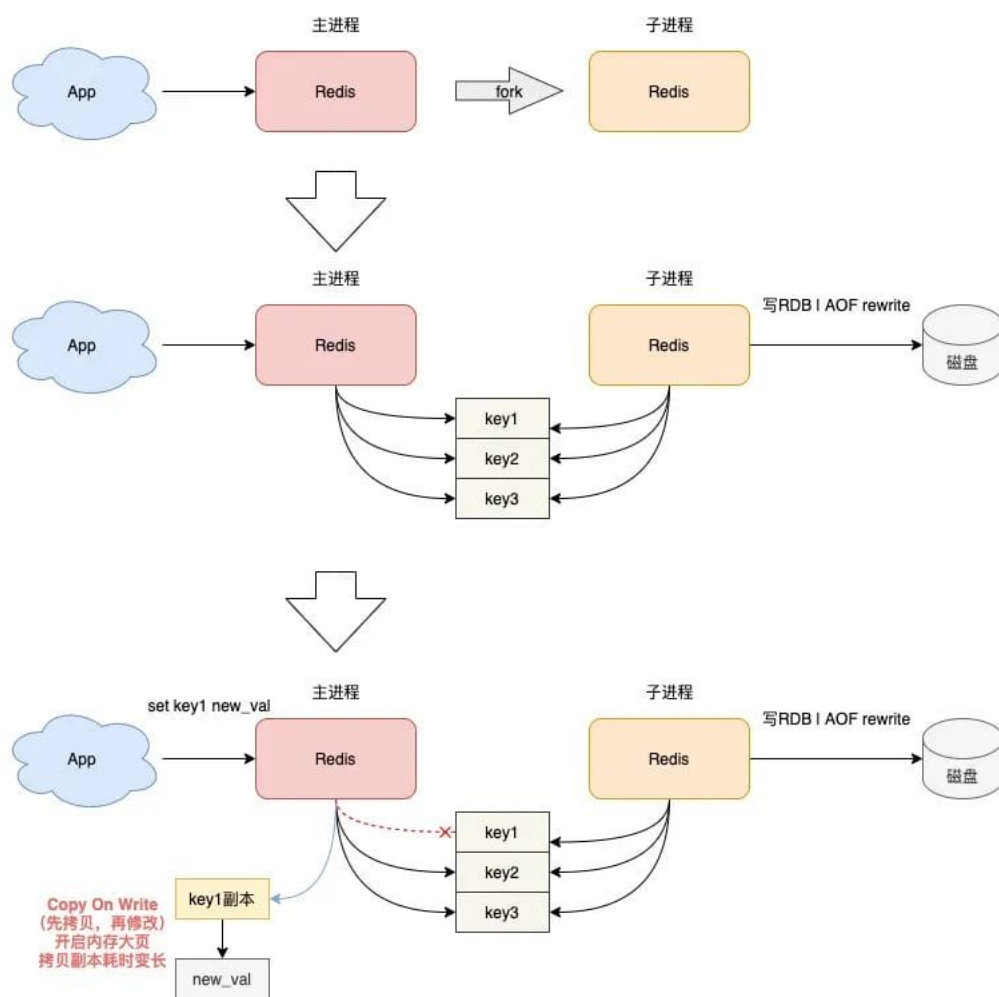 主进程
子进程
App
Redis
fork
Redis
主进程
子进程
App
Redis
Redis
写RDB | AOF rewrite
磁盘
key1
key2
key3
主进程
子进程
set key1 new_val
写RDB | AOF rewrite
App
Redis
Redis
磁盘
key1
key2
key3
key1副本
Copy On Write
（先拷贝，再修改）
开启内存大页
拷贝副本耗时变长
new_val